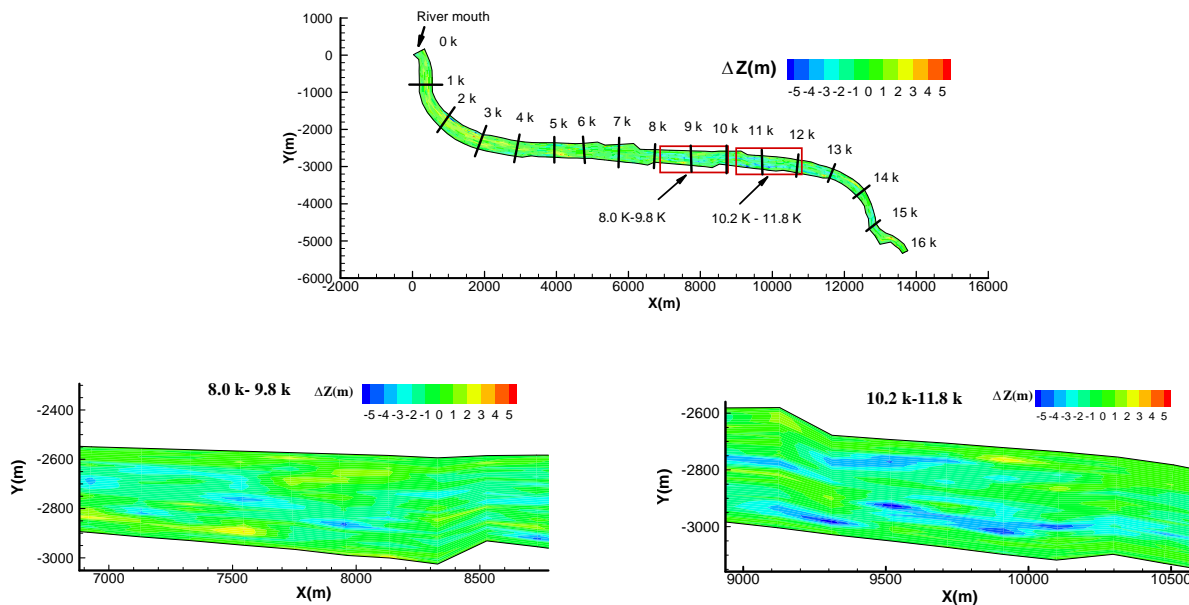 River mouth
1000
0
-1000
-2000
-3000
-4000
-5000
-6000
Y(m)
0 k
1 k
2 k
3 k
4 k
5 k
6 k
7 k
8 k
9 k
10 k
11 k
12 k
13 k
14 k
15 k
16 k
8.0 K-9.8 K
10.2 K - 11.8 K
ΔZ(m)
-5 -4 -3 -2 -1 0 1 2 3 4 5
-2000 0 2000 4000 6000 8000 10000 12000 14000 16000
X(m)
8.0 k- 9.8 k
ΔZ(m)
-5 -4 -3 -2 -1 0 1 2 3 4 5
-2400
-2600
-2800
-3000
Y(m)
7000 7500 8000 8500
X(m)
10.2 k-11.8 k
ΔZ(m)
-5 -4 -3 -2 -1 0 1 2 3 4 5
-2600
-2800
-3000
Y(m)
9000 9500 10000
X(m)